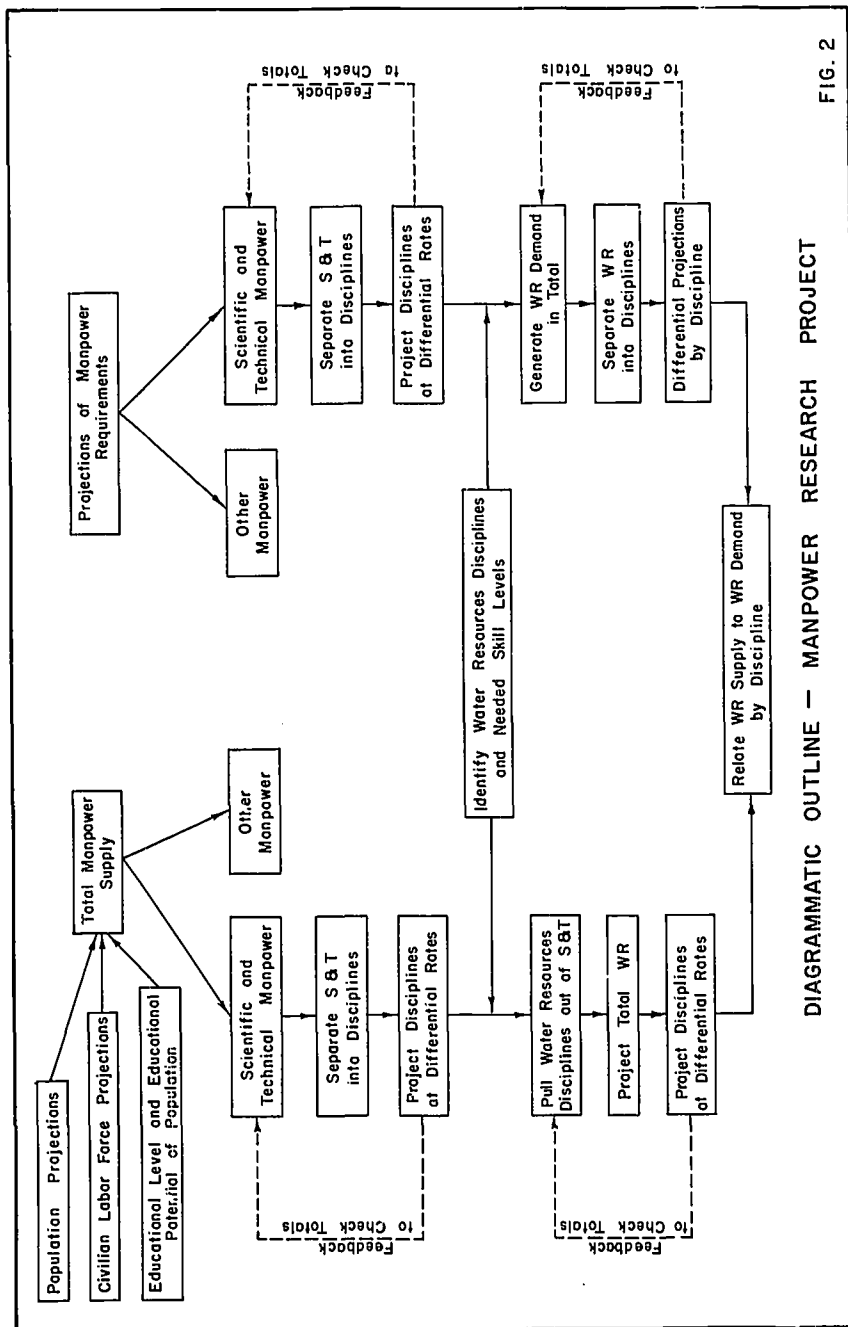 Population Projections
Civilian Labor Force Projections
Educational Level and Educational
Potential of Population
Total Manpower
Supply
Scientific and
Technical Manpower
Other
Manpower
Separate S&T
into Disciplines
Project Disciplines
at Differential Rates
Feedback
to Check Totals
Pull Water Resources
Disciplines out of S&T
Project Total WR
Project Disciplines
at Differential Rates
Feedback
to Check Totals
Identify Water Resources Disciplines
and Needed Skill Levels
Projections of Manpower
Requirements
Other
Manpower
Scientific and
Technical Manpower
Separate S&T
into Disciplines
Project Disciplines
at Differential Rates
Feedback
to Check Totals
Generate WR Demand
in Total
Separate WR
into Disciplines
Differential Projections
by Discipline
Feedback
to Check Totals
Relate WR Supply to WR Demand
by Discipline
DIAGRAMMATIC OUTLINE — MANPOWER RESEARCH PROJECT
FIG. 2